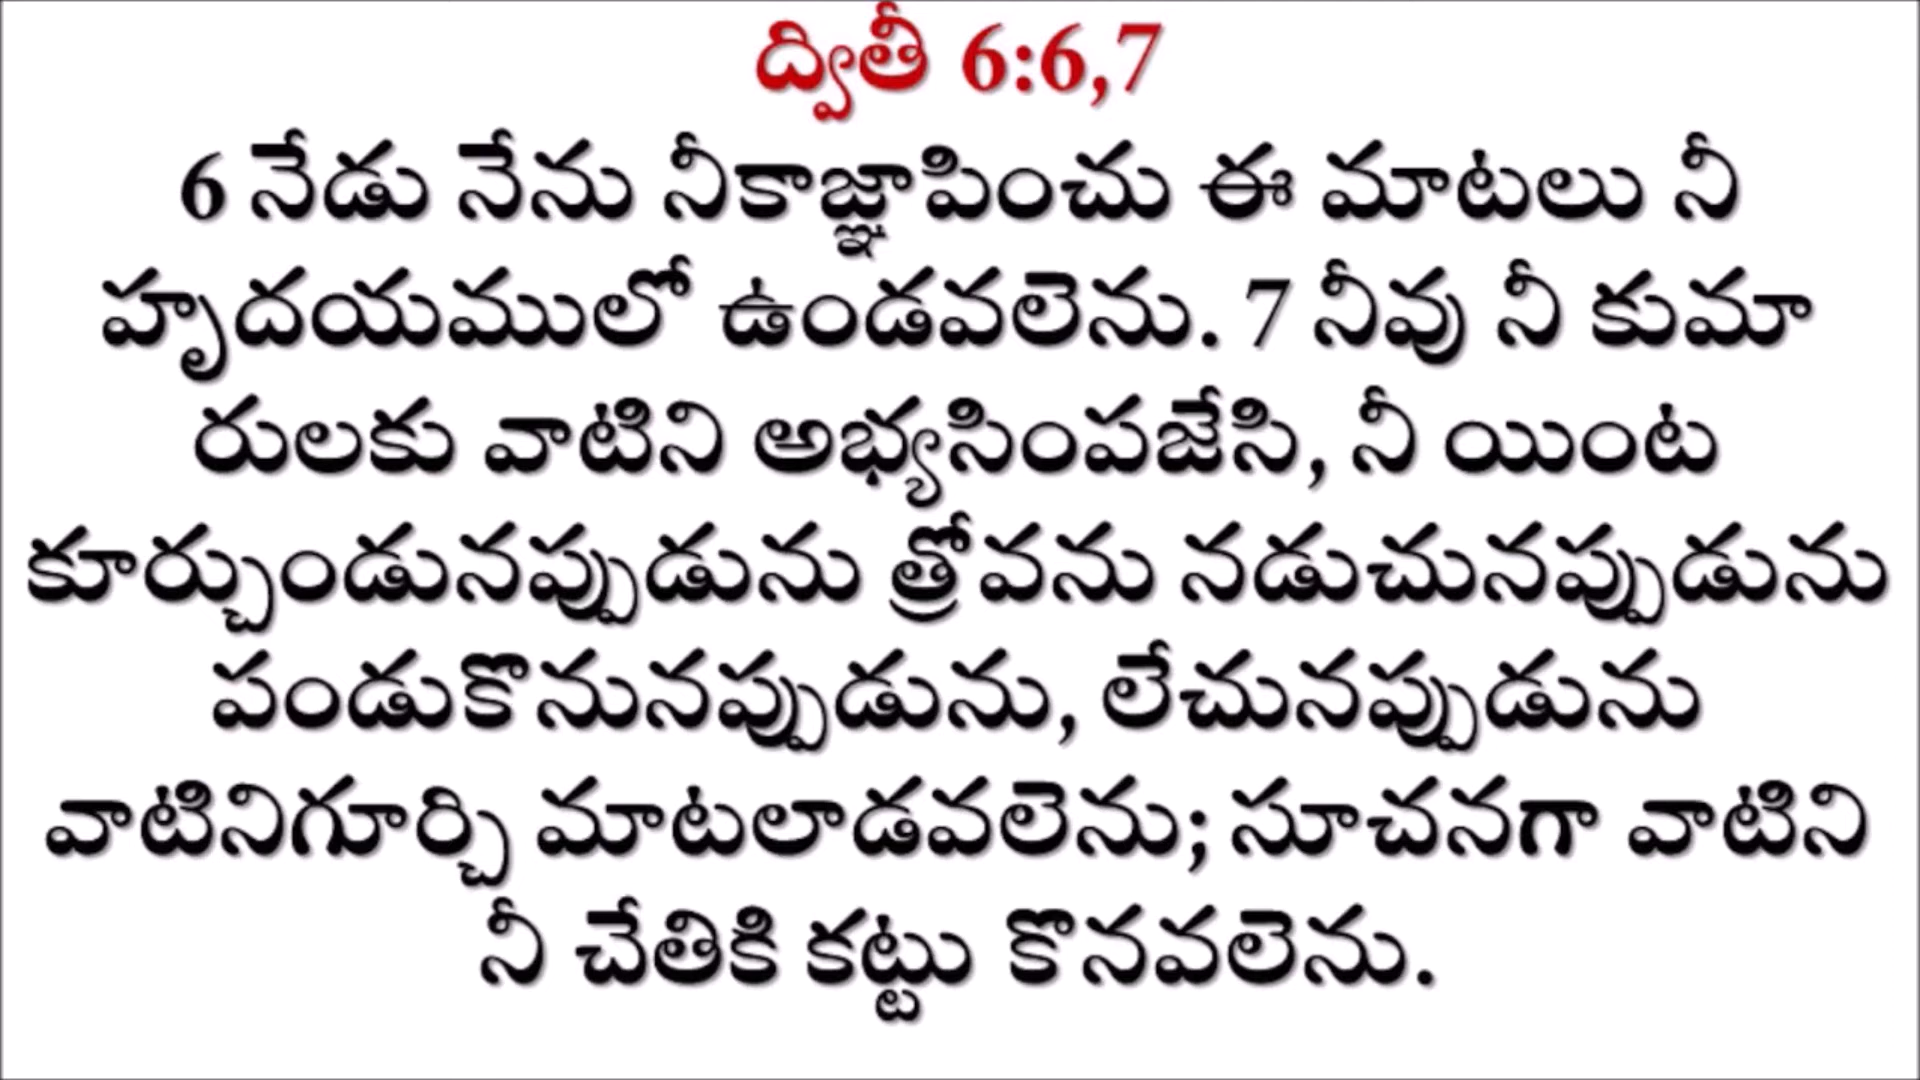 ద్వితీ 6:6,7
6 నేడు నేను నీకాజ్ఞాపించు ఈ మాటలు నీ
హృదయములో ఉండవలెను. 7 నీవు నీ కుమా
రులకు వాటిని అభ్యసింపజేసి, నీ యింట
కూర్చుండునప్పుడును త్రోవను నడుచునప్పుడును
పండుకొనునప్పుడును, లేచునప్పుడును
వాటినిగూర్చి మాటలాడవలెను; సూచనగా వాటిని
నీ చేతికి కట్టు కొనవలెను.